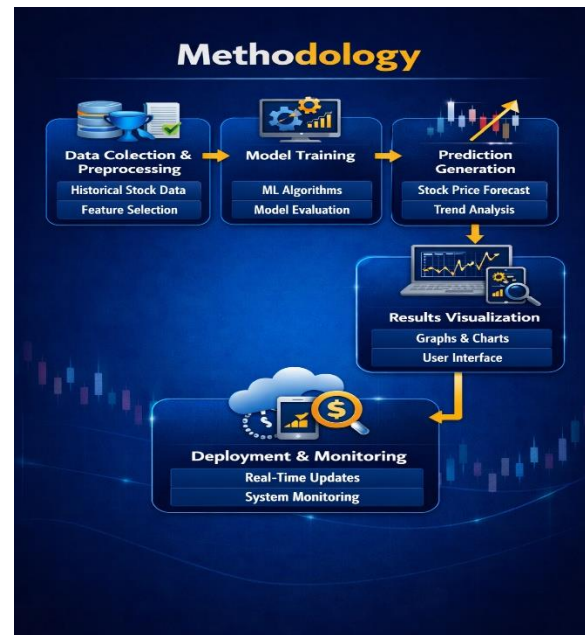 Methodology
Data Colection &
Preprocessing
Historical Stock Data
Feature Selection
Model Training
ML Algorithms
Model Evaluation
Prediction
Generation
Stock Price Forecast
Trend Analysis
Results Visualization
Graphs & Charts
User Interface
$
Deployment & Monitoring
Real-Time Updates
System Monitoring